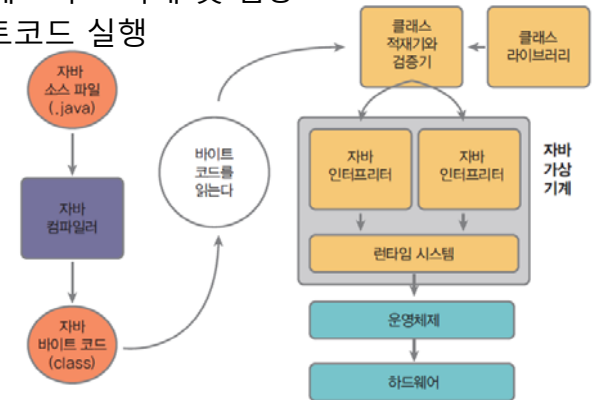 트코드 실행
자바
소스 파일
(.java)
자바
컴파일러
자바
바이트 코드
(class)
바이트
코드를
읽는다
클래스
적재기와
검증기
클래스
라이브러리
자바
인터프리터
자바
인터프리터
자바
가상
기계
런타임 시스템
운영체제
하드웨어